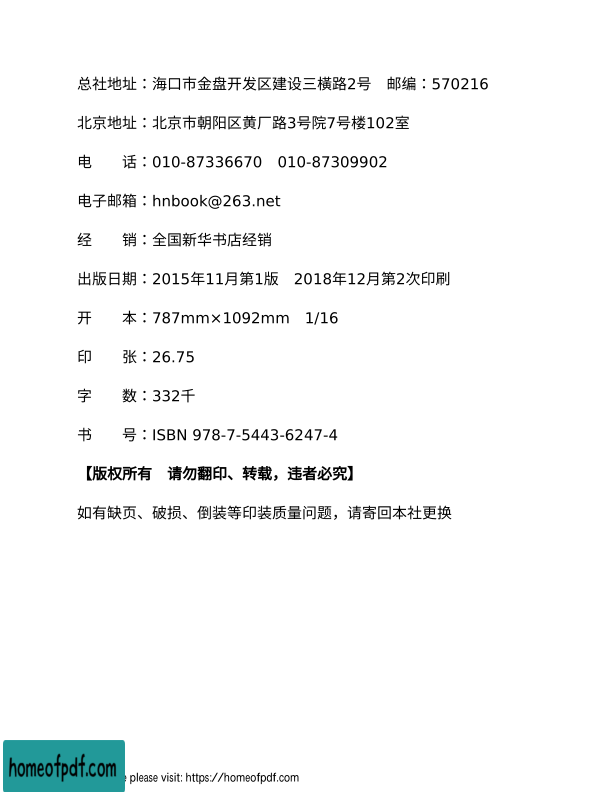 总社地址：海口市金盘开发区建设三横路2号　邮编：570216
北京地址：北京市朝阳区黄厂路3号院7号楼102室
电　　话：010-87336670　010-87309902
电子邮箱：hnbook@263.net
经　　销：全国新华书店经销
出版日期：2015年11月第1版　2018年12月第2次印刷
开　　本：787mm×1092mm　1/16
印　　张：26.75
字　　数：332千
书　　号：ISBN 978-7-5443-6247-4
【版权所有　请勿翻印、转载，违者必究】
如有缺页、破损、倒装等印装质量问题，请寄回本社更换
homeofpdf.com
please visit: https://homeofpdf.com